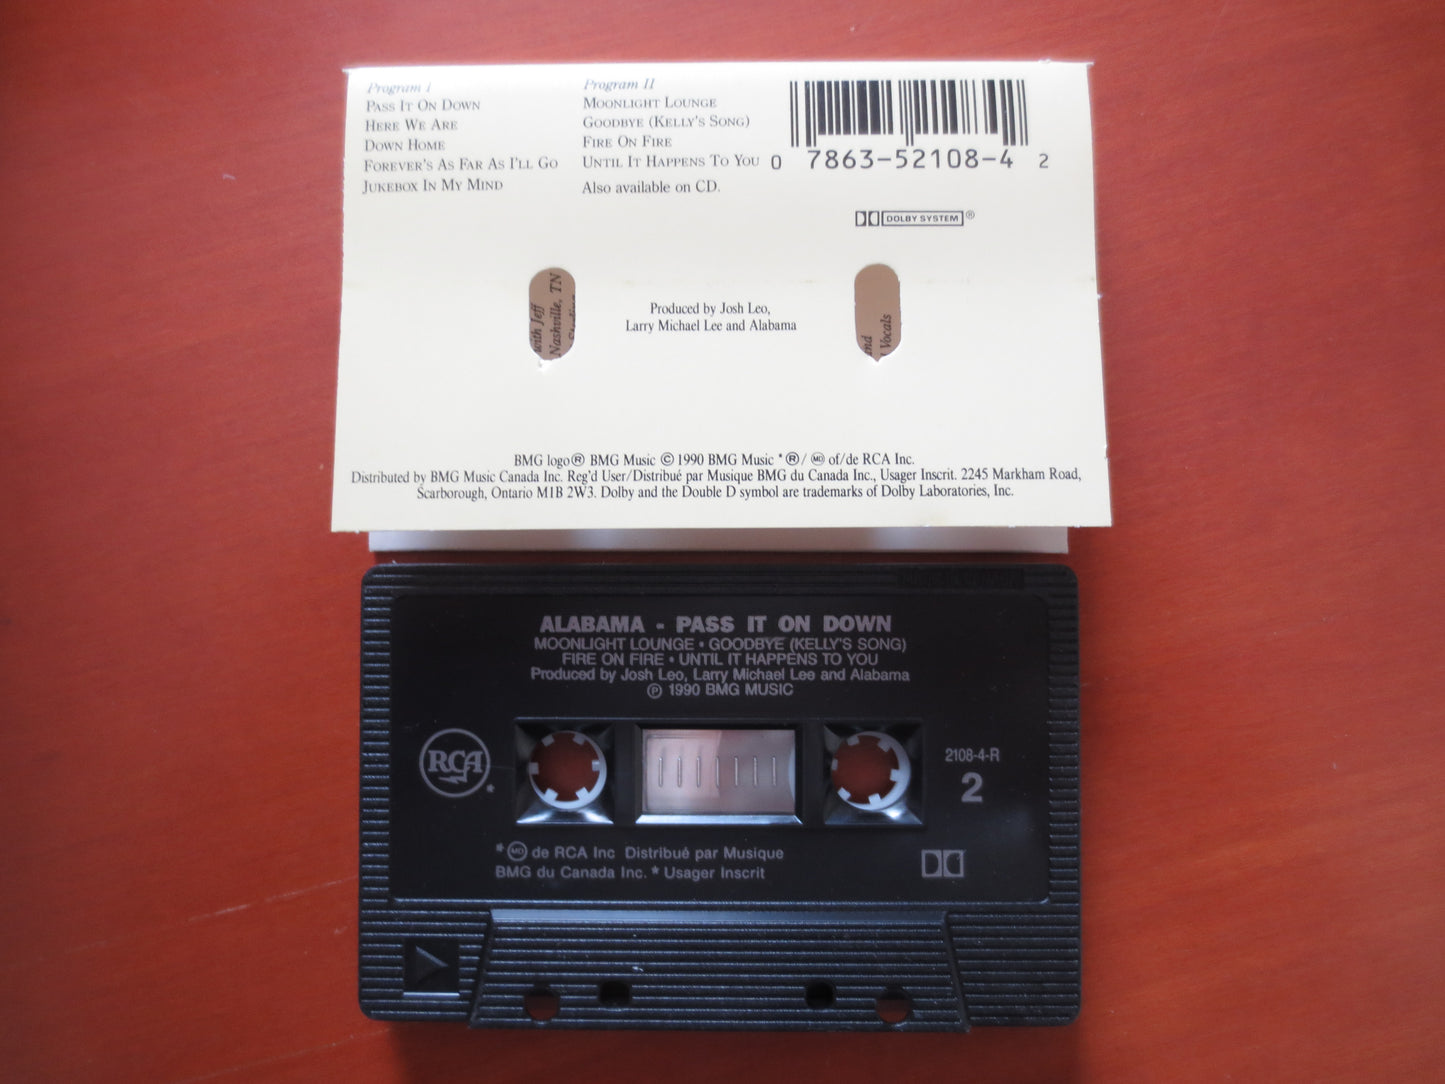 Program I
Pass It On Down
Here We Are
Down Home
Forever's As Far As I'll Go
Jukebox In My Mind
Program II
Moonlight Lounge
Goodbye (Kelly's Song)
Fire On Fire
Until It Happens To You
Also available on CD.
0 7863-52108-4 2
DOLBY SYSTEM ®
with Jeff
Nashville, TN
Produced by Josh Leo,
Larry Michael Lee and Alabama
and
Vocals
BMG logo® BMG Music © 1990 BMG Music *®/ MD of/de RCA Inc.
Distributed by BMG Music Canada Inc. Reg'd User/Distribué par Musique BMG du Canada Inc., Usager Inscrit. 2245 Markham Road,
Scarborough, Ontario M1B 2W3. Dolby and the Double D symbol are trademarks of Dolby Laboratories, Inc.
ALABAMA - PASS IT ON DOWN
MOONLIGHT LOUNGE • GOODBYE (KELLY'S SONG)
FIRE ON FIRE • UNTIL IT HAPPENS TO YOU
Produced by Josh Leo, Larry Michael Lee and Alabama
℗ 1990 BMG MUSIC
RCA *
2108-4-R
2
* MD de RCA Inc Distribué par Musique
BMG du Canada Inc. * Usager Inscrit